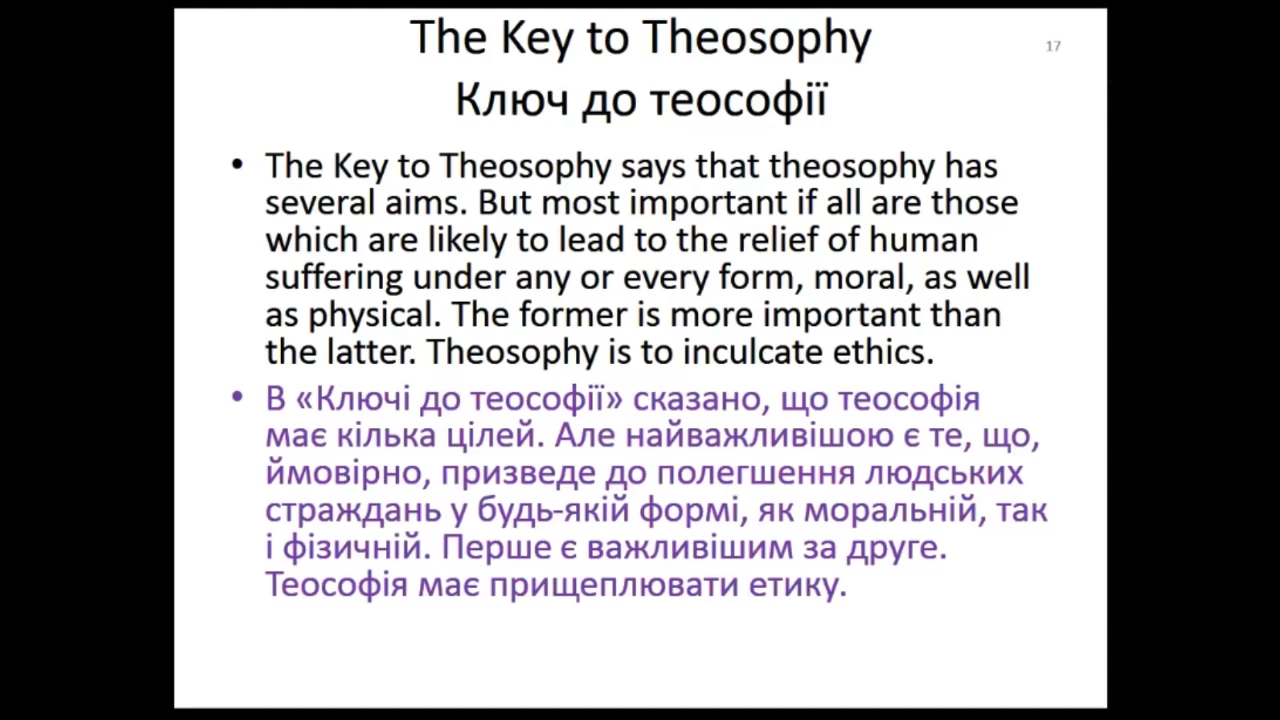 The Key to Theosophy
17
Ключ до теософії
• The Key to Theosophy says that theosophy has
several aims. But most important if all are those
which are likely to lead to the relief of human
suffering under any or every form, moral, as well
as physical. The former is more important than
the latter. Theosophy is to inculcate ethics.
• В «Ключі до теософії» сказано, що теософія
має кілька цілей. Але найважливішою є те, що,
ймовірно, призведе до полегшення людських
страждань у будь-якій формі, як моральній, так
і фізичній. Перше є важливішим за друге.
Теософія має прищеплювати етику.